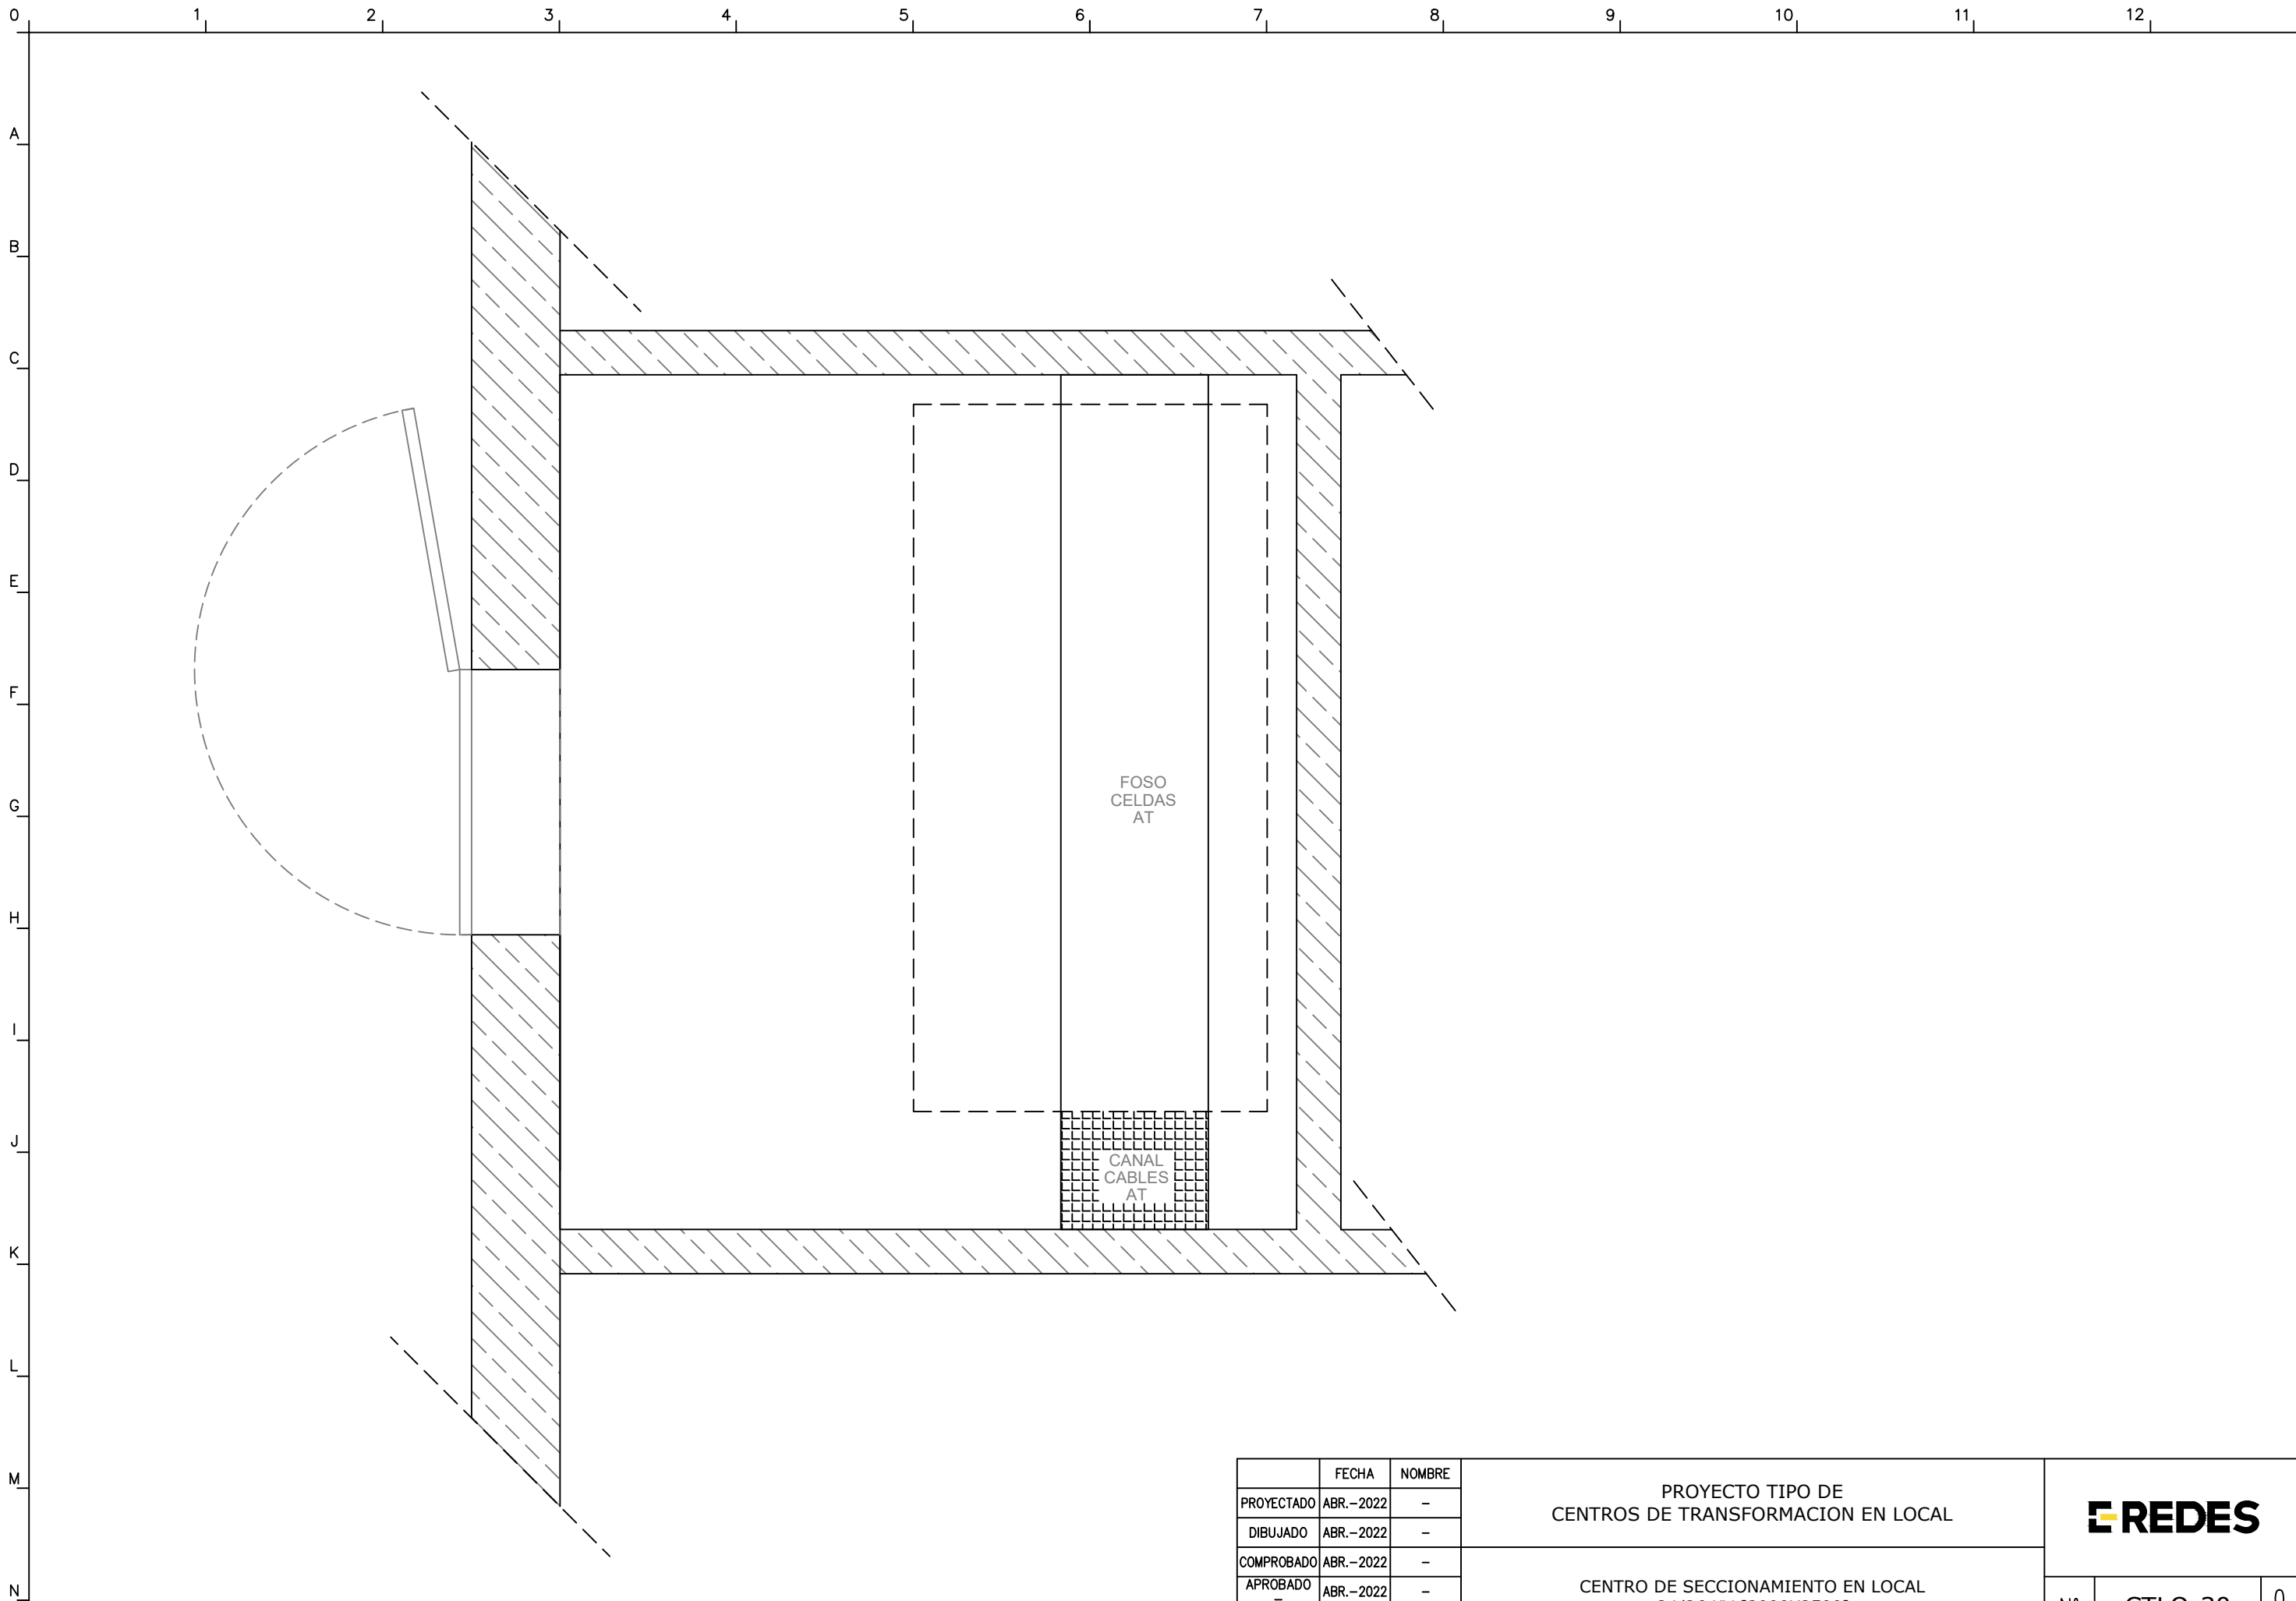 0 1 2 3 4 5 6 7 8 9 10 11 12
A
B
C
D
E
F
G
H
I
J
K
L
M
N
FOSO
CELDAS
AT
CANAL
CABLES
AT
FECHA NOMBRE
PROYECTADO ABR.-2022 -
DIBUJADO ABR.-2022 -
COMPROBADO ABR.-2022 -
APROBADO ABR.-2022 -
PROYECTO TIPO DE
CENTROS DE TRANSFORMACION EN LOCAL
CENTRO DE SECCIONAMIENTO EN LOCAL
E-REDES